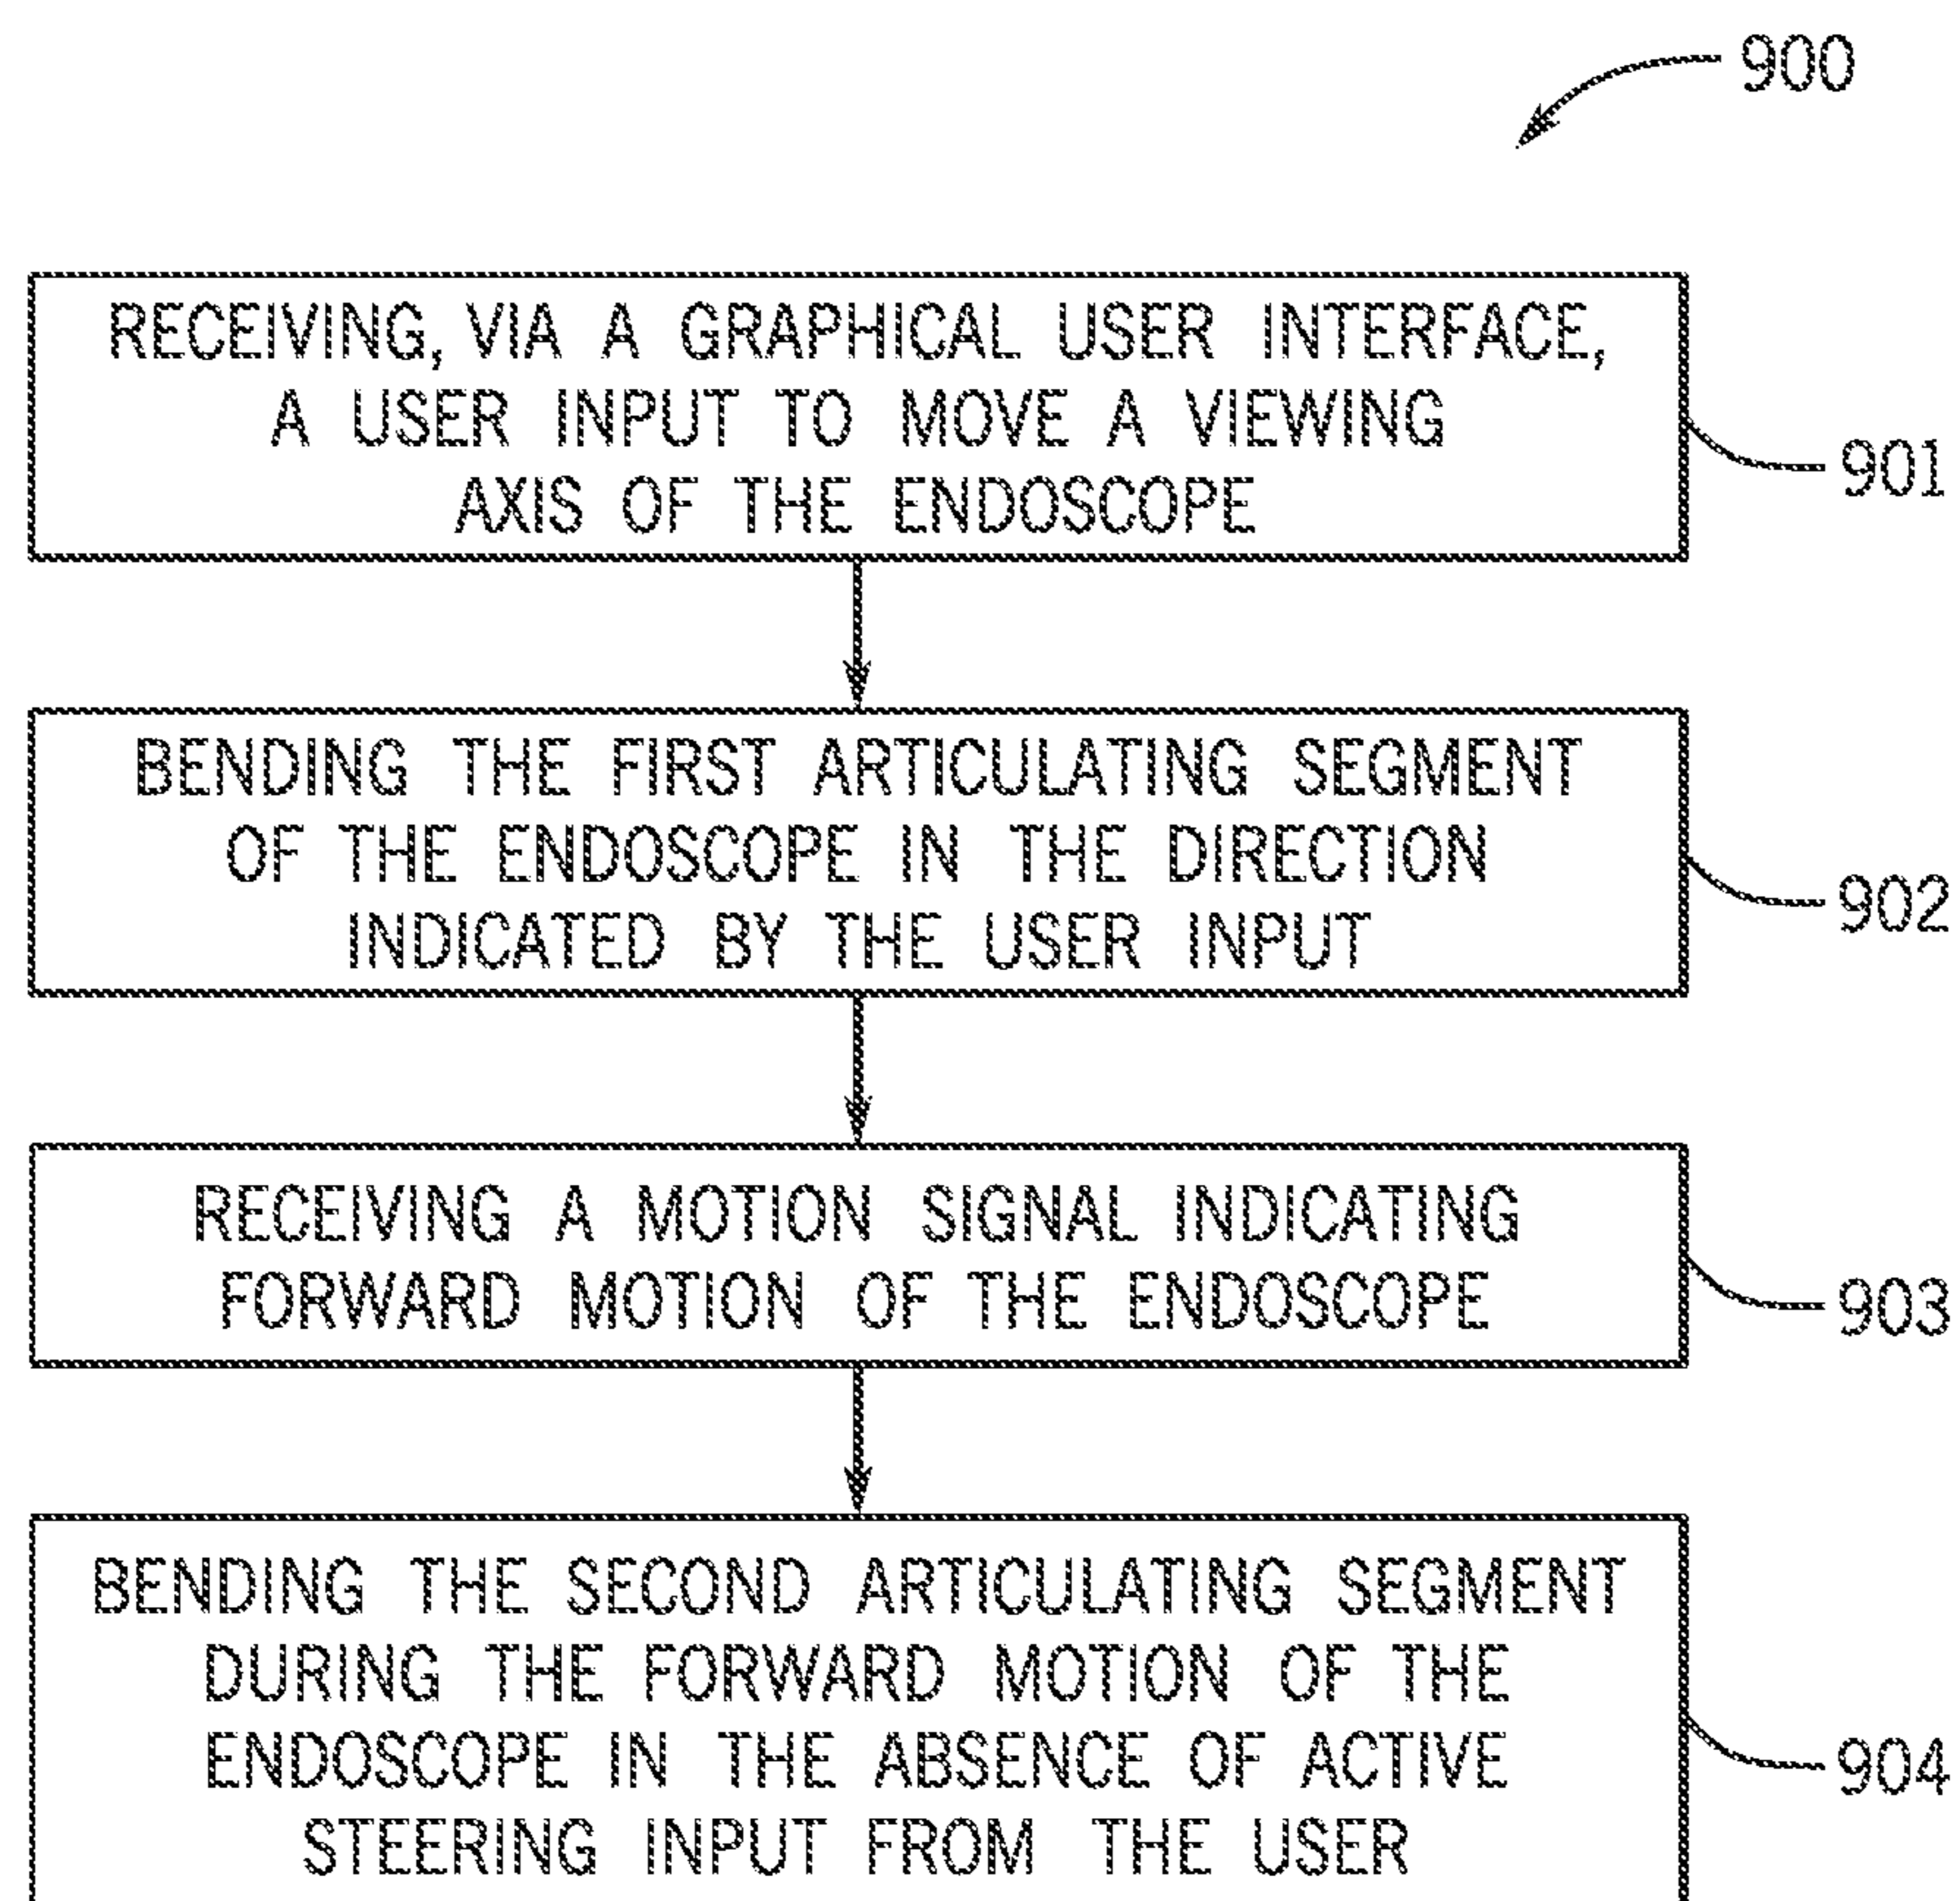 900
RECEIVING, VIA A GRAPHICAL USER INTERFACE,
A USER INPUT TO MOVE A VIEWING
AXIS OF THE ENDOSCOPE
901
BENDING THE FIRST ARTICULATING SEGMENT
OF THE ENDOSCOPE IN THE DIRECTION
INDICATED BY THE USER INPUT
902
RECEIVING A MOTION SIGNAL INDICATING
FORWARD MOTION OF THE ENDOSCOPE
903
BENDING THE SECOND ARTICULATING SEGMENT
DURING THE FORWARD MOTION OF THE
ENDOSCOPE IN THE ABSENCE OF ACTIVE
STEERING INPUT FROM THE USER
904